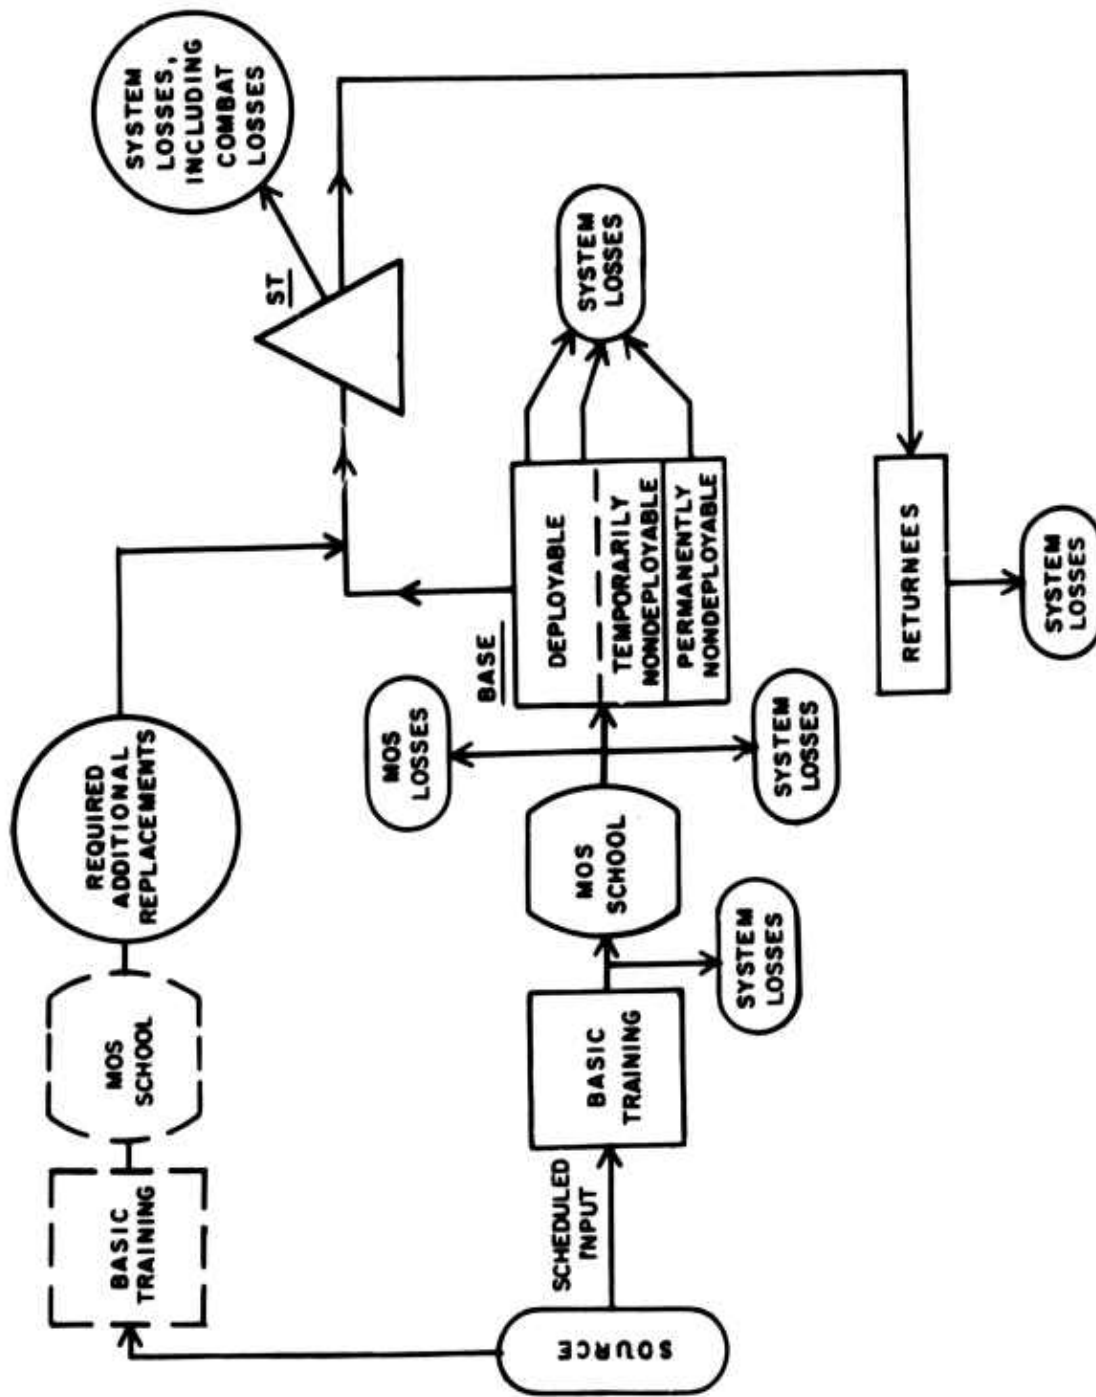 SOURCE
BASIC
TRAINING
MOS
SCHOOL
REQUIRED
ADDITIONAL
REPLACEMENTS
SCHEDULED
INPUT
BASIC
TRAINING
SYSTEM
LOSSES
MOS
SCHOOL
MOS
LOSSES
SYSTEM
LOSSES
BASE
DEPLOYABLE
TEMPORARILY
NONDEPLOYABLE
PERMANENTLY
NONDEPLOYABLE
SYSTEM
LOSSES
ST
SYSTEM
LOSSES,
INCLUDING
COMBAT
LOSSES
RETURNEES
SYSTEM
LOSSES